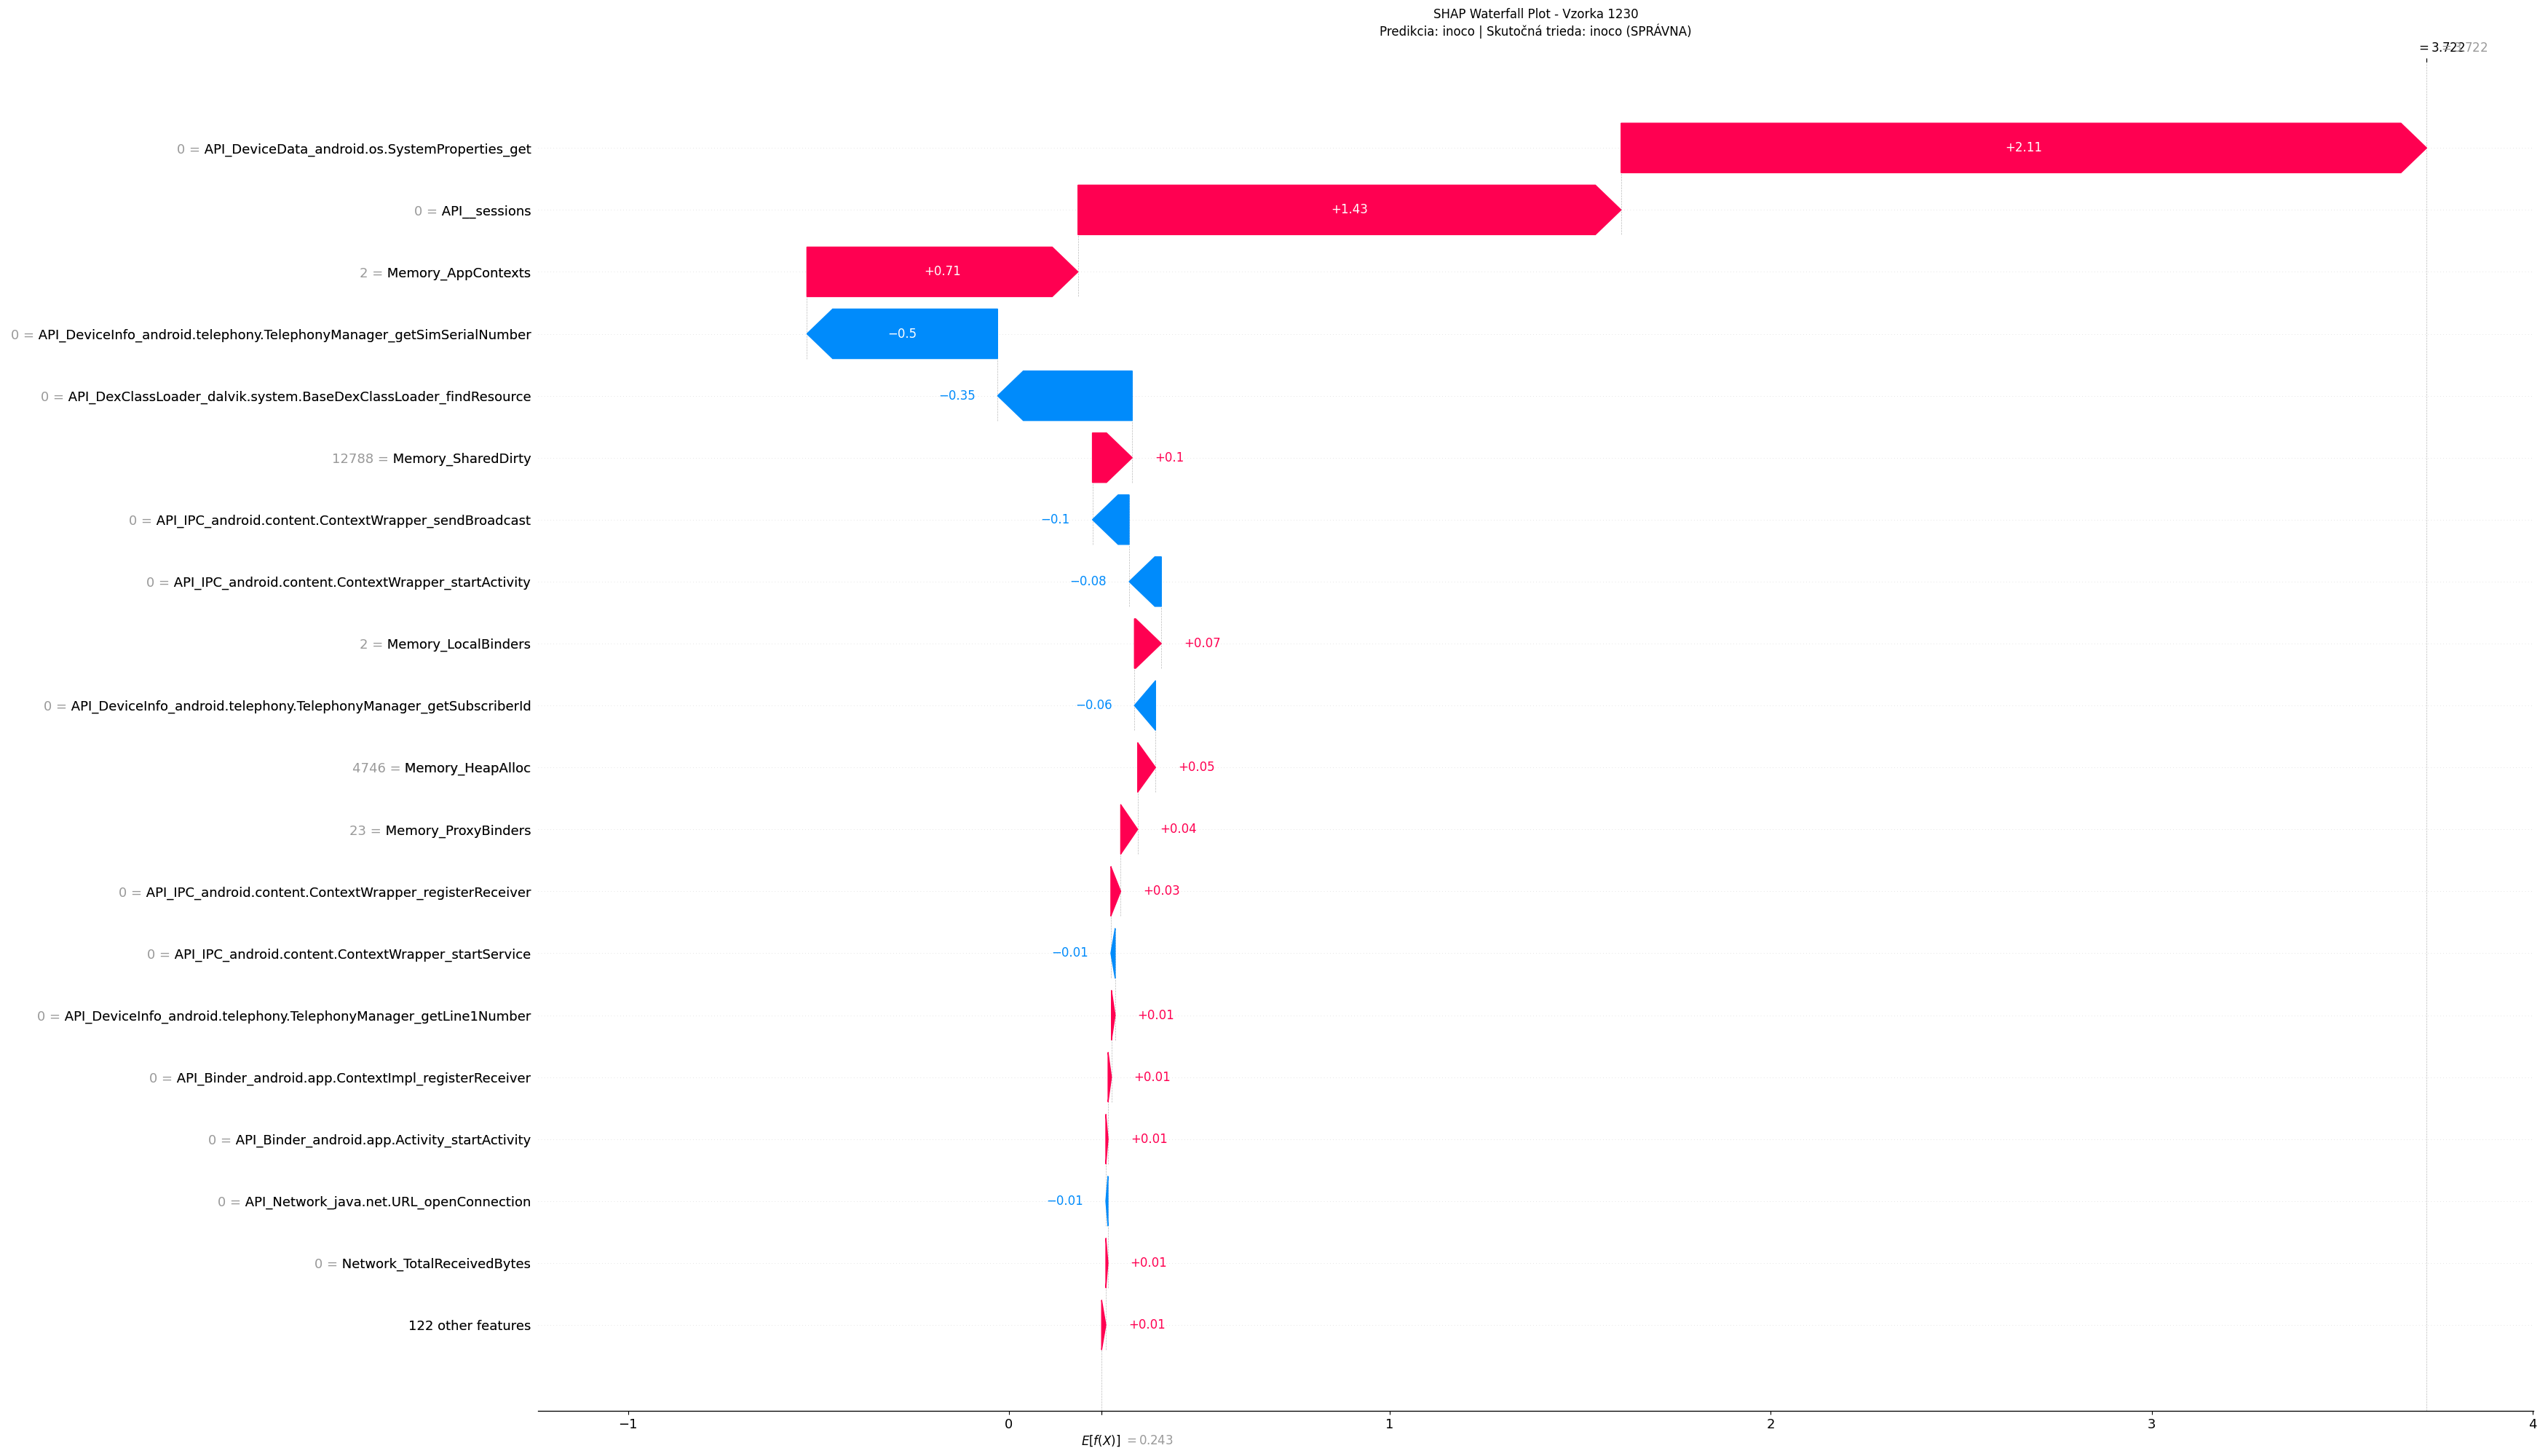 SHAP Waterfall Plot - Vzorka 1230
Predikcia: inoco | Skutočná trieda: inoco (SPRÁVNA)
= 3.722
0 = API_DeviceData_android.os.SystemProperties_get +2.11
0 = API__sessions +1.43
2 = Memory_AppContexts +0.71
0 = API_DeviceInfo_android.telephony.TelephonyManager_getSimSerialNumber −0.5
0 = API_DexClassLoader_dalvik.system.BaseDexClassLoader_findResource −0.35
12788 = Memory_SharedDirty +0.1
0 = API_IPC_android.content.ContextWrapper_sendBroadcast −0.1
0 = API_IPC_android.content.ContextWrapper_startActivity −0.08
2 = Memory_LocalBinders +0.07
0 = API_DeviceInfo_android.telephony.TelephonyManager_getSubscriberId −0.06
4746 = Memory_HeapAlloc +0.05
23 = Memory_ProxyBinders +0.04
0 = API_IPC_android.content.ContextWrapper_registerReceiver +0.03
0 = API_IPC_android.content.ContextWrapper_startService −0.01
0 = API_DeviceInfo_android.telephony.TelephonyManager_getLine1Number +0.01
0 = API_Binder_android.app.ContextImpl_registerReceiver +0.01
0 = API_Binder_android.app.Activity_startActivity +0.01
0 = API_Network_java.net.URL_openConnection −0.01
0 = Network_TotalReceivedBytes +0.01
122 other features +0.01
−1 0 1 2 3 4
E[f(X)] = 0.243